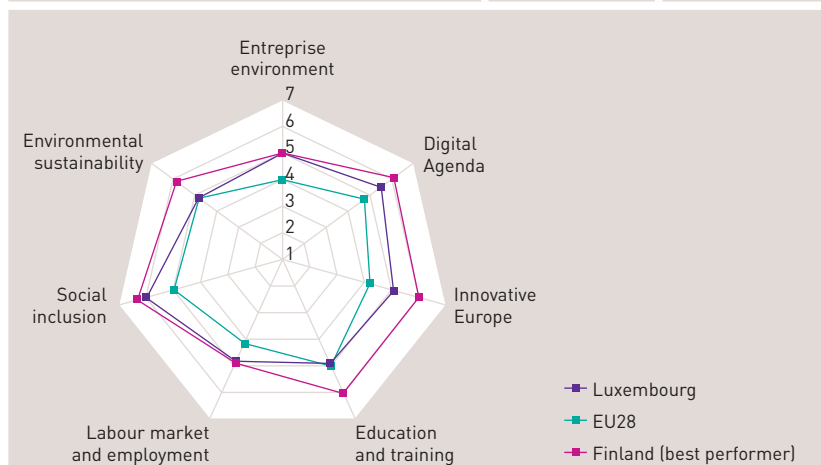 Entreprise
environment
7
6
5
4
3
2
1
Environmental
sustainability
Digital
Agenda
Social
inclusion
Innovative
Europe
Labour market
and employment
Education
and training
Luxembourg
EU28
Finland (best performer)